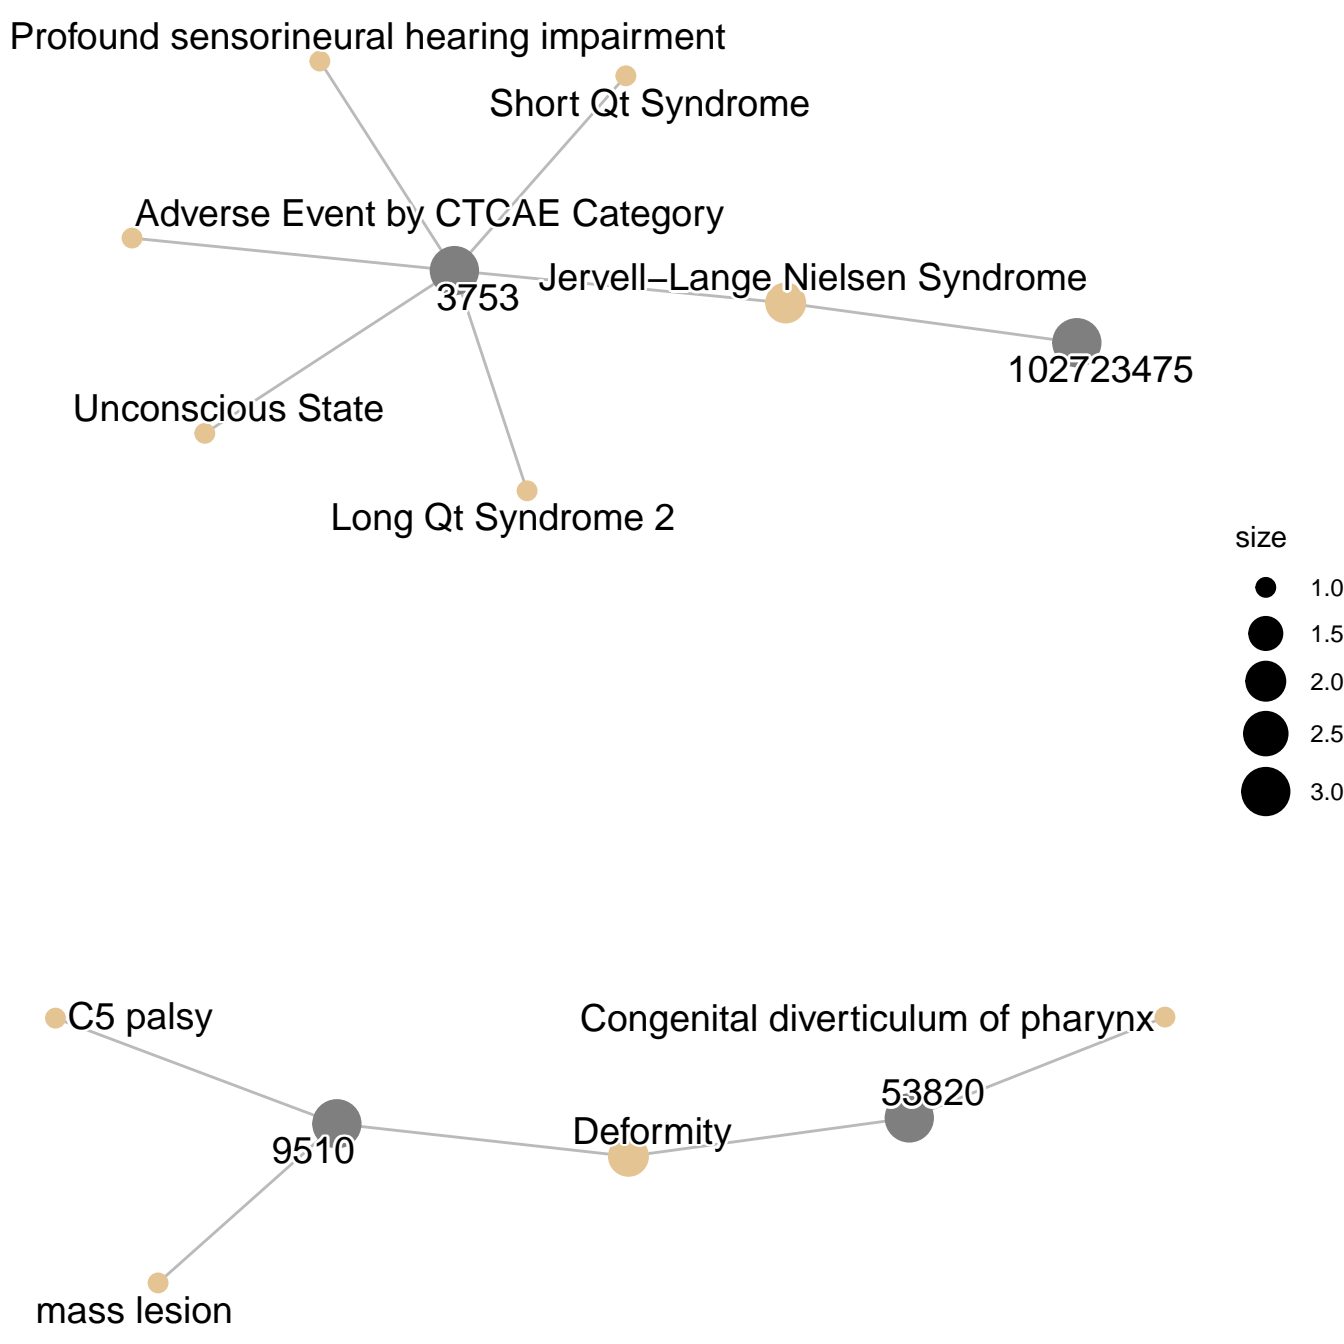 Profound sensorineural hearing impairment
Short Qt Syndrome
Adverse Event by CTCAE Category
Jervell−Lange Nielsen Syndrome
3753
102723475
Unconscious State
Long Qt Syndrome 2
size
1.0
1.5
2.0
2.5
3.0
C5 palsy
Congenital diverticulum of pharynx
53820
Deformity
9510
mass lesion